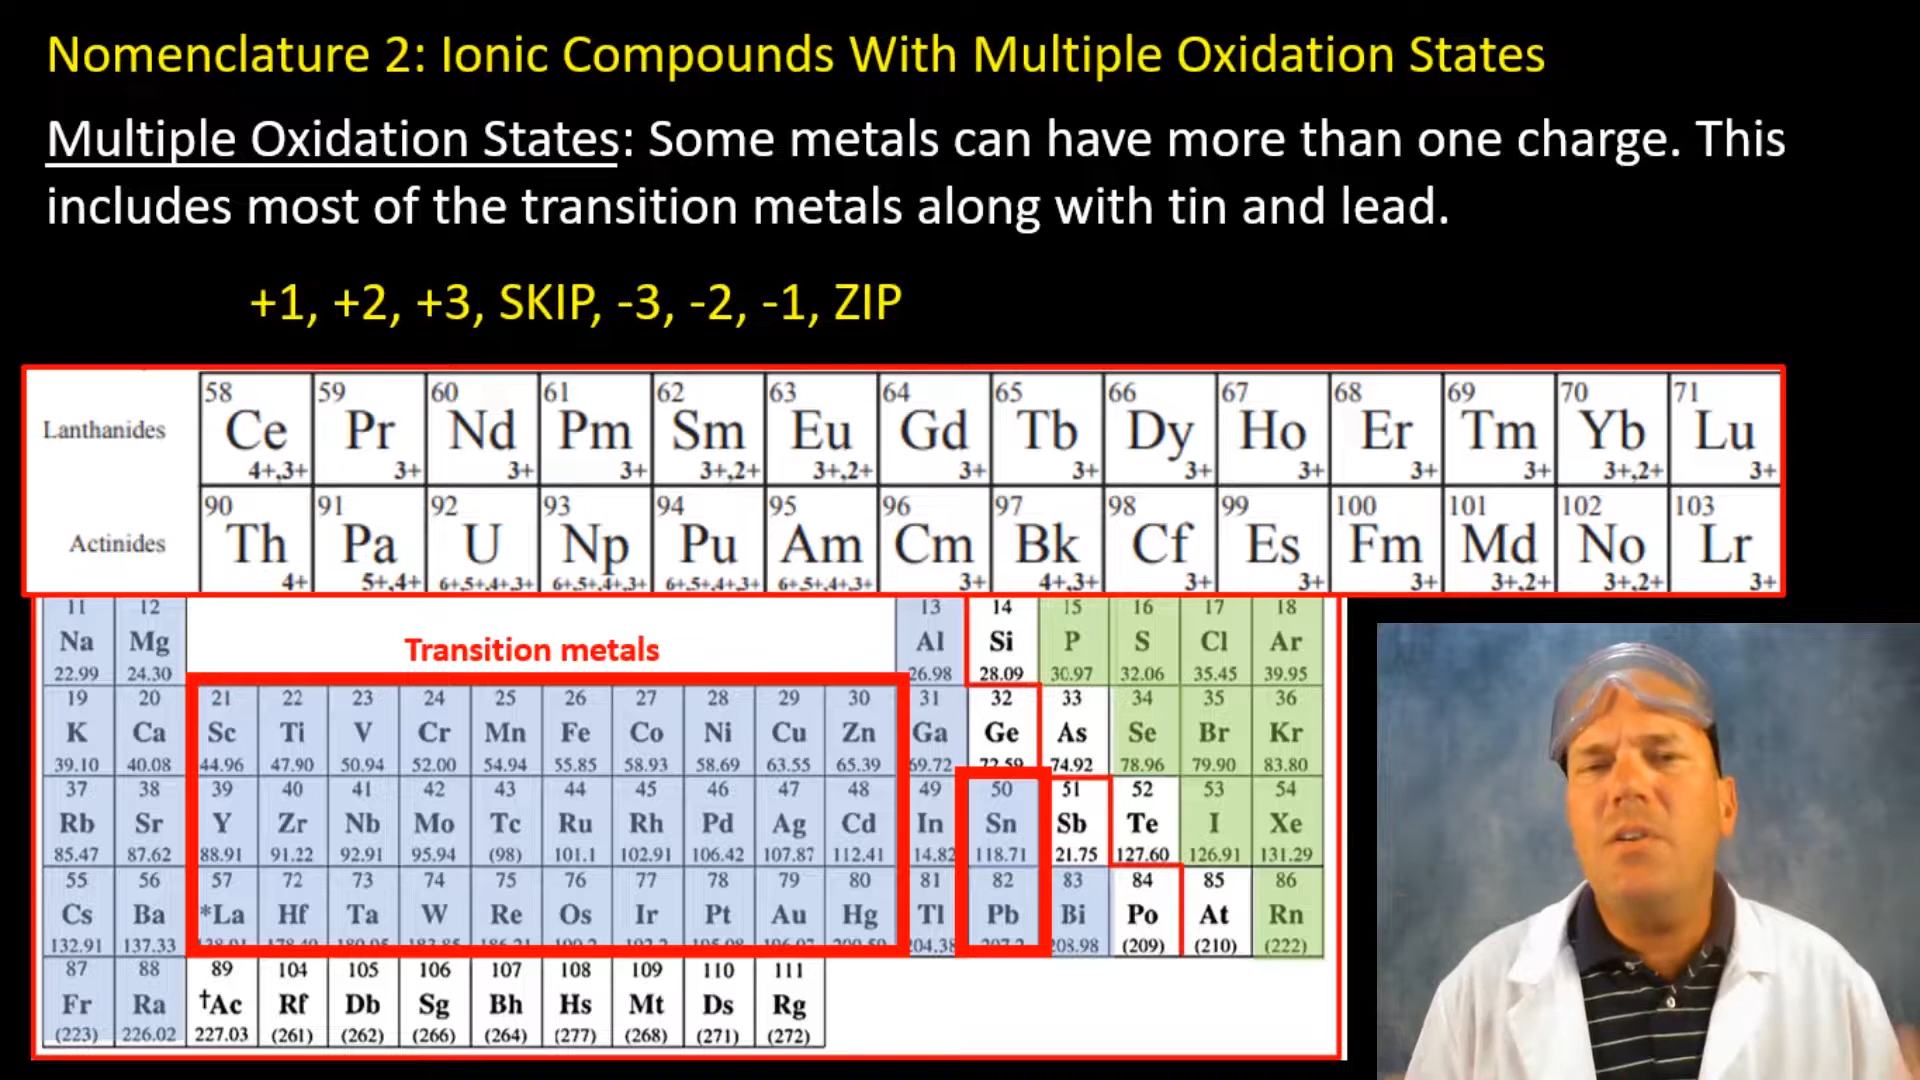 Nomenclature 2: Ionic Compounds With Multiple Oxidation States
Multiple Oxidation States: Some metals can have more than one charge. This
includes most of the transition metals along with tin and lead.
+1, +2, +3, SKIP, -3, -2, -1, ZIP
58 59 60 61 62 63 64 65 66 67 68 69 70 71
Lanthanides Ce Pr Nd Pm Sm Eu Gd Tb Dy Ho Er Tm Yb Lu
4+,3+ 3+ 3+ 3+ 3+,2+ 3+,2+ 3+ 3+ 3+ 3+ 3+ 3+ 3+,2+ 3+
90 91 92 93 94 95 96 97 98 99 100 101 102 103
Actinides Th Pa U Np Pu Am Cm Bk Cf Es Fm Md No Lr
4+ 5+,4+ 6+,5+,4+,3+ 6+,5+,4+,3+ 6+,5+,4+,3+ 6+,5+,4+,3+ 3+ 4+,3+ 3+ 3+ 3+ 3+,2+ 3+,2+ 3+
11 12 13 14 15 16 17 18
Na Mg Transition metals Al Si P S Cl Ar
22.99 24.30 26.98 28.09 30.97 32.06 35.45 39.95
19 20 21 22 23 24 25 26 27 28 29 30 31 32 33 34 35 36
K Ca Sc Ti V Cr Mn Fe Co Ni Cu Zn Ga Ge As Se Br Kr
39.10 40.08 44.96 47.90 50.94 52.00 54.94 55.85 58.93 58.69 63.55 65.39 69.72 72.59 74.92 78.96 79.90 83.80
37 38 39 40 41 42 43 44 45 46 47 48 49 50 51 52 53 54
Rb Sr Y Zr Nb Mo Tc Ru Rh Pd Ag Cd In Sn Sb Te I Xe
85.47 87.62 88.91 91.22 92.91 95.94 (98) 101.1 102.91 106.42 107.87 112.41 14.82 118.71 21.75 127.60 126.91 131.29
55 56 57 72 73 74 75 76 77 78 79 80 81 82 83 84 85 86
Cs Ba *La Hf Ta W Re Os Ir Pt Au Hg Tl Pb Bi Po At Rn
132.91 137.33 204.38 208.98 (209) (210) (222)
87 88 89 104 105 106 107 108 109 110 111
Fr Ra †Ac Rf Db Sg Bh Hs Mt Ds Rg
(223) 226.02 227.03 (261) (262) (266) (264) (277) (268) (271) (272)